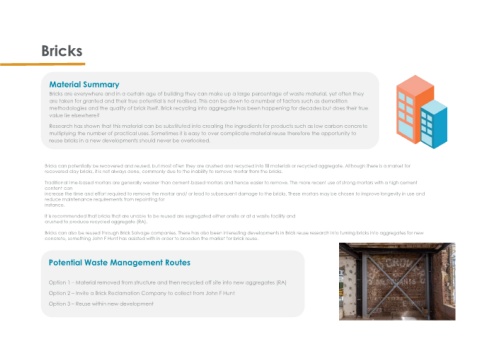 Bricks
Material Summary
Bricks are everywhere and in a certain age of building they can make up a large percentage of waste material, yet often they
are taken for granted and their true potential is not realised. This can be down to a number of factors such as demolition
methodologies and the quality of brick itself. Brick recycling into aggregate has been happening for decades but does their true
value lie elsewhere?
Research has shown that this material can be substituted into creating the ingredients for products such as low carbon concrete
multiplying the number of practical uses. Sometimes it is easy to over complicate material reuse therefore the opportunity to
reuse bricks in a new developments should never be overlooked.
Bricks can potentially be recovered and reused, but most often they are crushed and recycled into fill materials or recycled aggregate. Although there is a market for
reclaimed clay bricks, it's not always done, commonly due to the inability to remove mortar from the bricks.
Traditional lime-based mortars are generally weaker than cement-based mortars and hence easier to remove. The more recent use of strong mortars with a high cement
content can
increase the time and effort required to remove the mortar and/ or lead to subsequent damage to the bricks. These mortars may be chosen to improve longevity in use and
reduce maintenance requirements from repointing for
instance.
It is recommended that bricks that are unable to be reused are segregated either onsite or at a waste facility and
crushed to produce recycled aggregate (RA).
Bricks can also be reused through Brick Salvage companies. There has also been interesting developments in Brick reuse research into turning bricks into aggregates for new
concrete, something John F Hunt has assisted with in order to broaden the market for brick reuse.
Potential Waste Management Routes
Option 1 – Material removed from structure and then recycled off site into new aggregates (RA)
Option 2 – Invite a Brick Reclamation Company to collect from John F Hunt
Option 3 – Reuse within new development